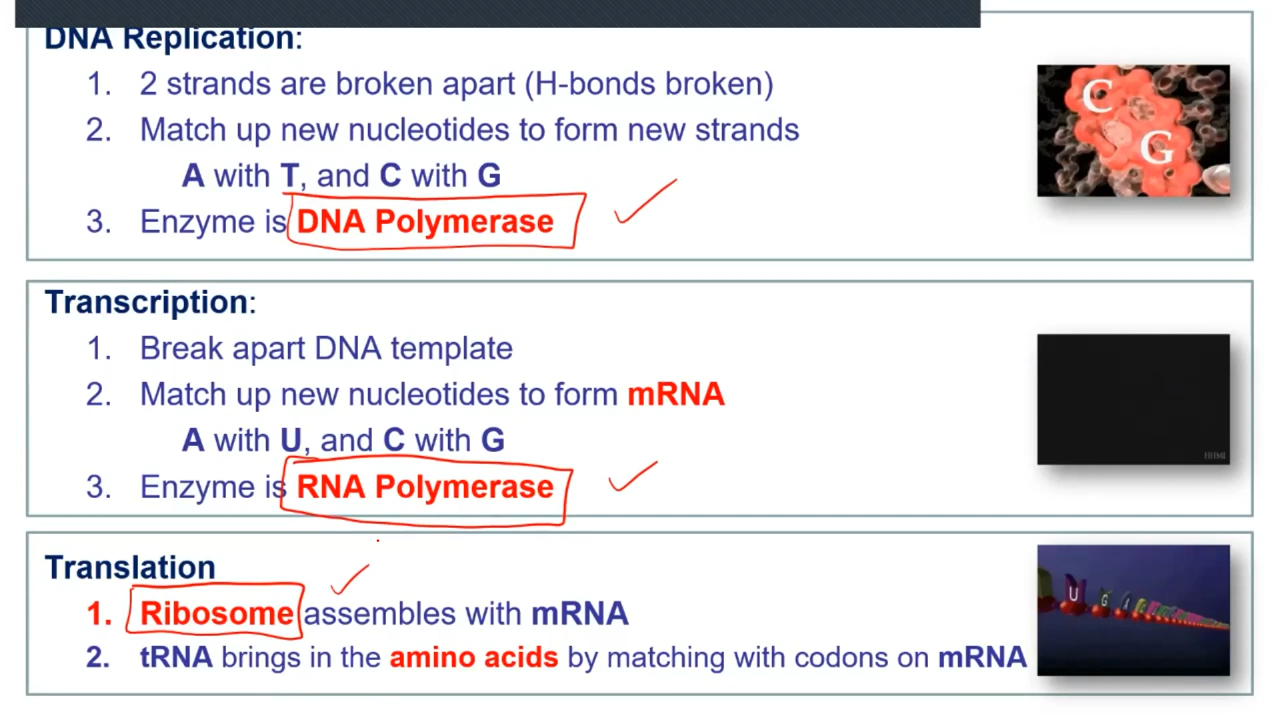 DNA Replication:
1. 2 strands are broken apart (H-bonds broken)
2. Match up new nucleotides to form new strands
A with T, and C with G
3. Enzyme is DNA Polymerase
C
G
Transcription:
1. Break apart DNA template
2. Match up new nucleotides to form mRNA
A with U, and C with G
3. Enzyme is RNA Polymerase
HHMI
Translation
1. Ribosome assembles with mRNA
2. tRNA brings in the amino acids by matching with codons on mRNA
U G A G